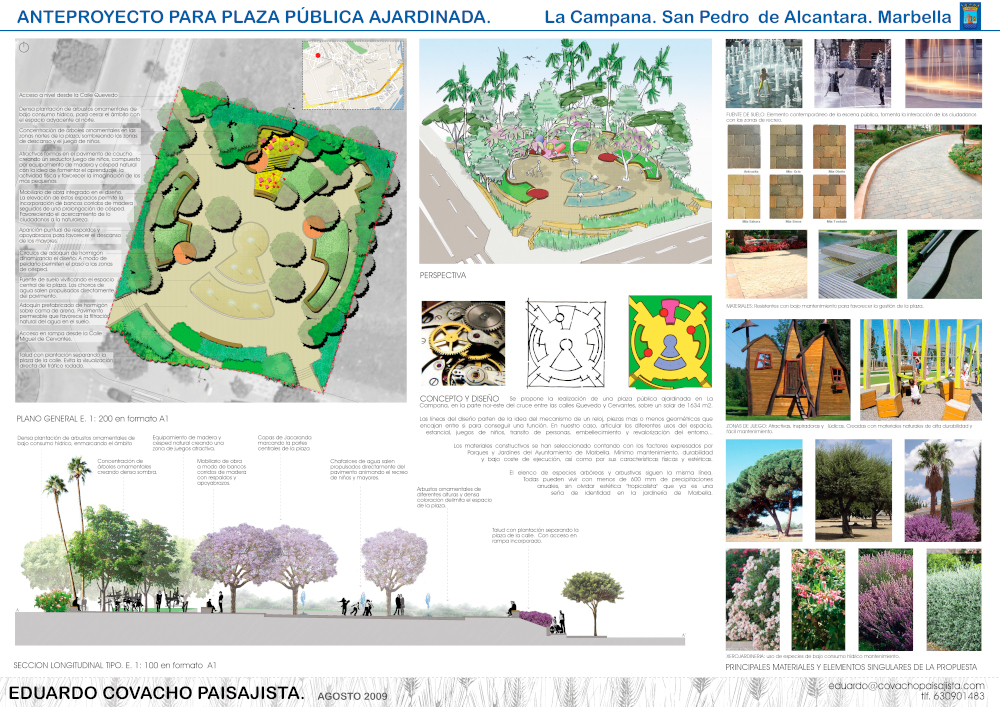 ANTEPROYECTO PARA PLAZA PÚBLICA AJARDINADA.
La Campana. San Pedro de Alcantara. Marbella
Acceso a nivel desde la Calle Quevedo
Densa plantación de arbustos ornamentales de
bajo consumo hídrico, para cerrar el ámbito con
el espacio adyacente al norte.
Concentración de árboles ornamentales en las
zonas nortes de la plaza, sombreando las zonas
de descanso y el juego de niños.
Atractivas formas en el pavimento de caucho
creando un seductor juego de niños, compuesto
por equipamiento de madera y césped natural
con la idea de fomentar el aprendizaje, la
actividad física y favorecer la imaginación de los
más pequeños.
Mobiliario de obra integrado en el diseño.
La elevación de estos espacios permite la
incorporación de bancos corridos de madera
seguidos de una prolongación de césped,
favoreciendo el acercamiento de lo
ciudadanos a la naturaleza.
Aparición puntual de respaldos y
apoyabrazos para favorecer el descanso
de los mayores.
Círculos de adoquín de hormigón
dinamizando el diseño. A modo de
peldaño permiten el paso a las zonas
de césped.
Fuente de suelo vivificando el espacio
central de la plaza. Los chorros de
agua salen propulsados directamente
del pavimento.
Adoquín prefabricado de hormigón
sobre cama de arena. Pavimento
permeable que favorece la filtración
natural del agua en el suelo.
Acceso en rampa desde la Calle
Miguel de Cervantes.
Talud con plantación separando la
plaza de la calle. Evita la visualización
directa del tráfico rodado.
PLANO GENERAL E. 1: 200 en formato A1
PERSPECTIVA
CONCEPTO Y DISEÑO Se propone la realización de una plaza pública ajardinada en La
Campana, en la parte nor-este del cruce entre las calles Quevedo y Cervantes, sobre un solar de 1634 m2.
Las líneas del diseño parten de la idea del mecanismo de un reloj, piezas mas o menos geométricas que
encajan entre si para conseguir una función. En nuestro caso, articular los diferentes usos del espacio,
estancial, juegos de niños, tránsito de personas, embellecimiento y revalorización del entorno...
Los materiales constructivos se han seleccionado contando con los factores expresados por
Parques y Jardines del Ayuntamiento de Marbella. Mínimo mantenimiento, durabilidad
y bajo coste de ejecución, así como por sus características físicas y estéticas.
El elenco de especies arbóreas y arbustivas siguen la misma línea.
Todas pueden vivir con menos de 600 mm de precipitaciones
anuales, sin olvidar estética "tropicalista" que ya es una
seña de identidad en la jardinería de Marbella.
Densa plantación de arbustos ornamentales de
bajo consumo hídrico, enmarcando el ámbito
Concentración de
árboles ornamentales
creando densa sombra.
Equipamiento de madera y
césped natural creando una
zona de juegos atractiva.
Mobiliario de obra
a modo de bancos
corridos de madera
con respaldos y
apoyabrazos.
Copas de Jacaranda
marcando la partes
centrales de la plaza
Chafarizes de agua salen
propulsados directamente del
pavimento animando el recreo
de niños y mayores.
Arbustos ornamentales de
diferentes alturas y densa
coloración delimita el espacio
de la plaza
Talud con plantación separando la
plaza de la calle. Con acceso en
rampa incorporado.
SECCION LONGITUDINAL TIPO. E. 1: 100 en formato A1
FUENTE DE SUELO: Elemento contemporáneo de la escena pública, fomenta la interacción de los ciudadanos
con las zonas de recreo.
MATERIALES: Resistentes con bajo mantenimiento para favorecer la gestión de la plaza.
ZONAS DE JUEGO: Atractivas, inspiradoras y lúdicas. Creadas con materiales naturales de alta durabilidad y
fácil mantenimiento.
XEROJARDINERIA: uso de especies de bajo consumo hídrico mantenimiento.
PRINCIPALES MATERIALES Y ELEMENTOS SINGULARES DE LA PROPUESTA
EDUARDO COVACHO PAISAJISTA. AGOSTO 2009
eduardo@covachopaisajista.com
tlf. 630901483